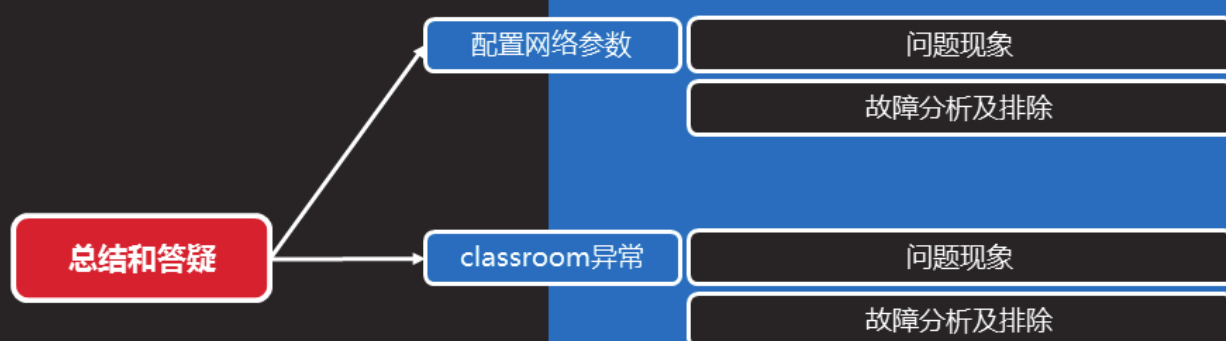 配置网络参数
问题现象
故障分析及排除
总结和答疑
classroom异常
问题现象
故障分析及排除